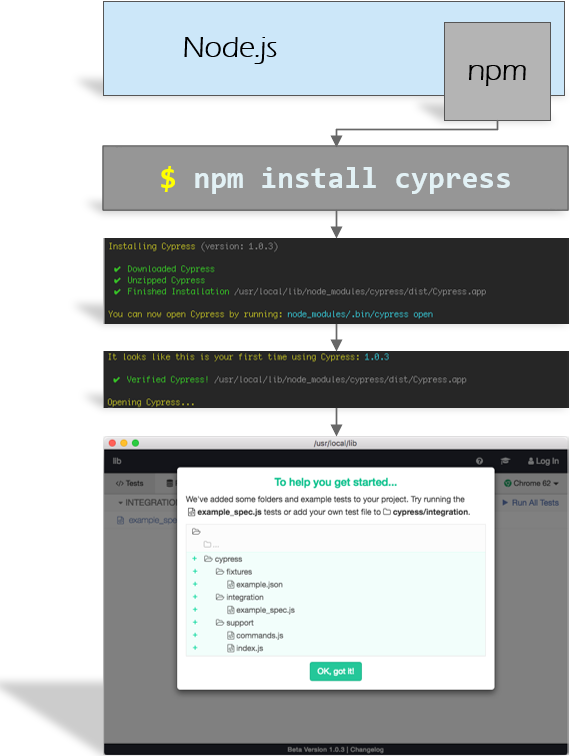 Node.js
npm
$ npm install cypress
Installing Cypress (version: 1.0.3)
✔ Downloaded Cypress
✔ Unzipped Cypress
✔ Finished Installation /usr/local/lib/node_modules/cypress/dist/Cypress.app
You can now open Cypress by running: node_modules/.bin/cypress open
It looks like this is your first time using Cypress: 1.0.3
✔ Verified Cypress! /usr/local/lib/node_modules/cypress/dist/Cypress.app
Opening Cypress...
/usr/local/lib
lib
Log In
</> Tests
Chrome 62
INTEGRATION
Run All Tests
example_spe
To help you get started...
We've added some folders and example tests to your project. Try running the
example_spec.js tests or add your own test file to cypress/integration.
...
+ cypress
+ fixtures
+ example.json
+ integration
+ example_spec.js
+ support
+ commands.js
+ index.js
OK, got it!
Beta Version 1.0.3 | Changelog